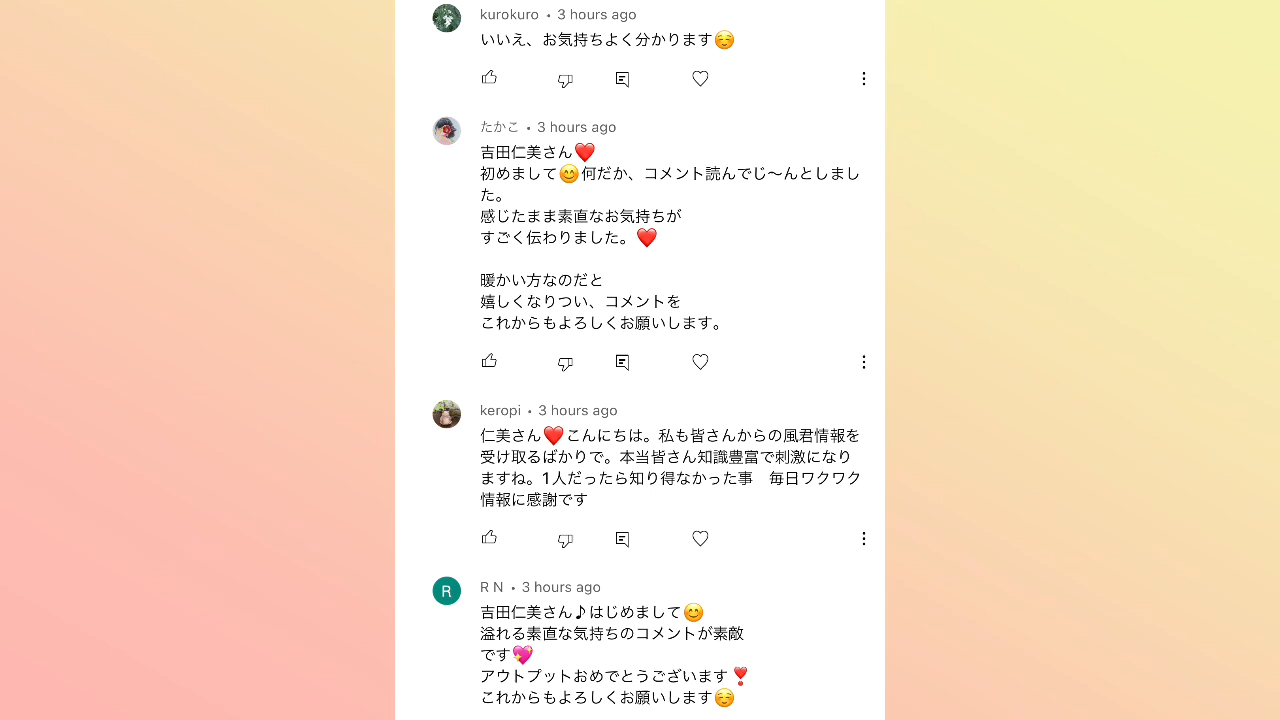 kurokuro • 3 hours ago
いいえ、お気持ちよく分かります☺️
たかこ • 3 hours ago
吉田仁美さん❤️
初めまして😊何だか、コメント読んでじ〜んとしまし
た。
感じたまま素直なお気持ちが
すごく伝わりました。❤️
暖かい方なのだと
嬉しくなりつい、コメントを
これからもよろしくお願いします。
keropi • 3 hours ago
仁美さん❤️こんにちは。私も皆さんからの風君情報を
受け取るばかりで。本当皆さん知識豊富で刺激になり
ますね。1人だったら知り得なかった事　毎日ワクワク
情報に感謝です
R
R N • 3 hours ago
吉田仁美さん♪はじめまして😊
溢れる素直な気持ちのコメントが素敵
です💖
アウトプットおめでとうございます❣️
これからもよろしくお願いします☺️